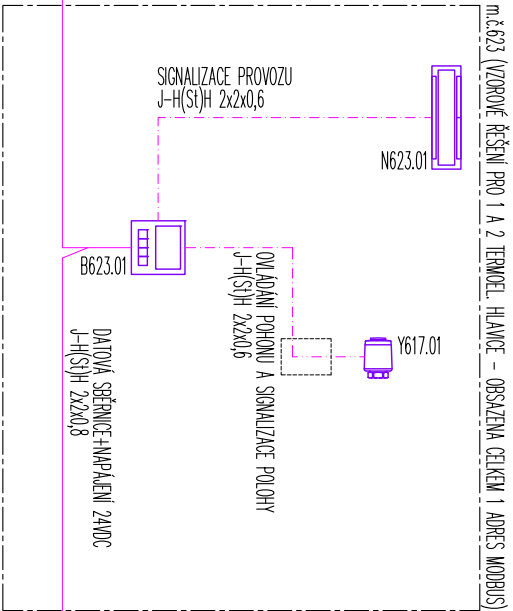 m.č.623 (VZOROVÉ ŘEŠENÍ PRO 1 A 2 TERMOEL. HLAVICE - OBSAZENA CELKEM 1 ADRES MODBUS)
SIGNALIZACE PROVOZU
J-H(St)H 2x2x0,6
N623.01
B623.01
Y617.01
OVLÁDÁNÍ POHONU A SIGNALIZACE POLOHY
J-H(St)H 2x2x0,6
DATOVÁ SBĚRNICE+NAPÁJENÍ 24VDC
J-H(St)H 2x2x0,8